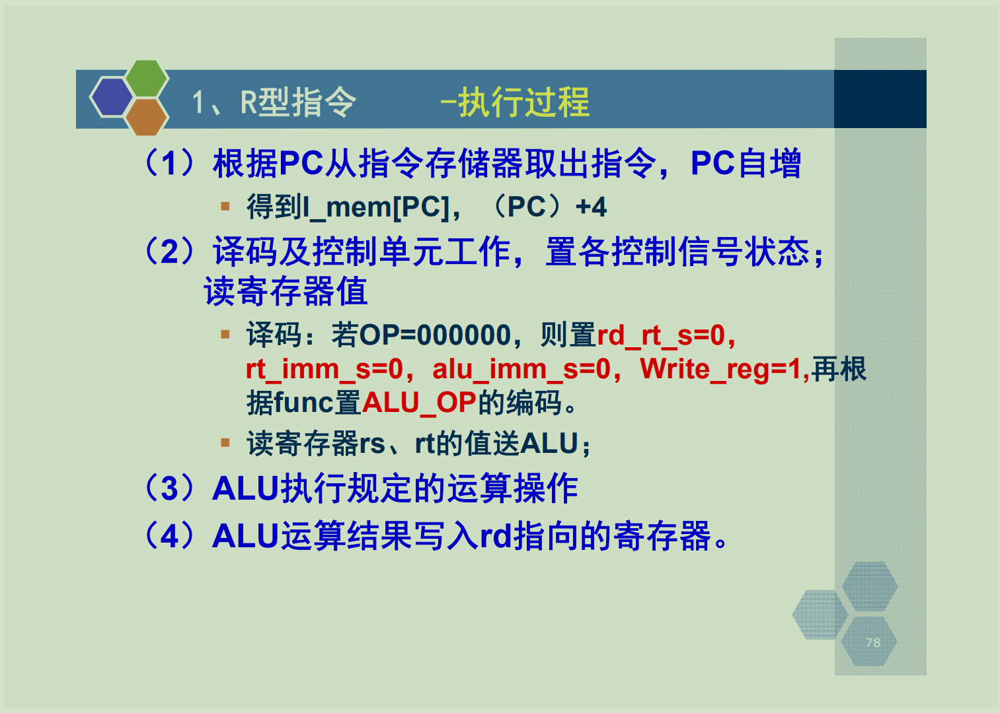 1、R型指令 -执行过程
（1）根据PC从指令存储器取出指令，PC自增
▪ 得到I_mem[PC]，（PC）+4
（2）译码及控制单元工作，置各控制信号状态；
读寄存器值
▪ 译码：若OP=000000，则置rd_rt_s=0，
rt_imm_s=0，alu_imm_s=0，Write_reg=1,再根
据func置ALU_OP的编码。
▪ 读寄存器rs、rt的值送ALU；
（3）ALU执行规定的运算操作
（4）ALU运算结果写入rd指向的寄存器。
78